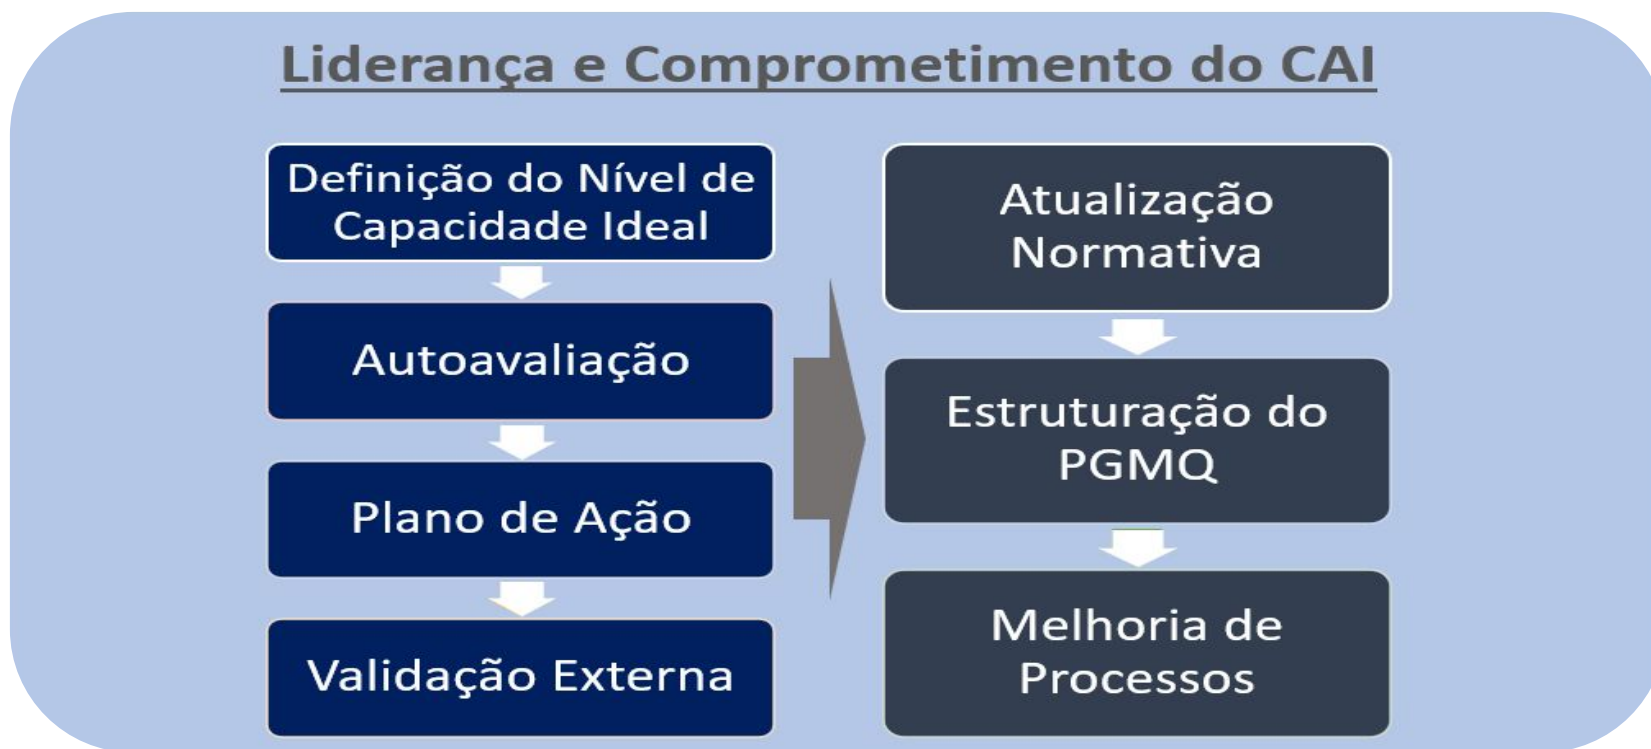 Liderança e Comprometimento do CAI
Definição do Nível de
Capacidade Ideal
Autoavaliação
Plano de Ação
Validação Externa
Atualização
Normativa
Estruturação do
PGMQ
Melhoria de
Processos